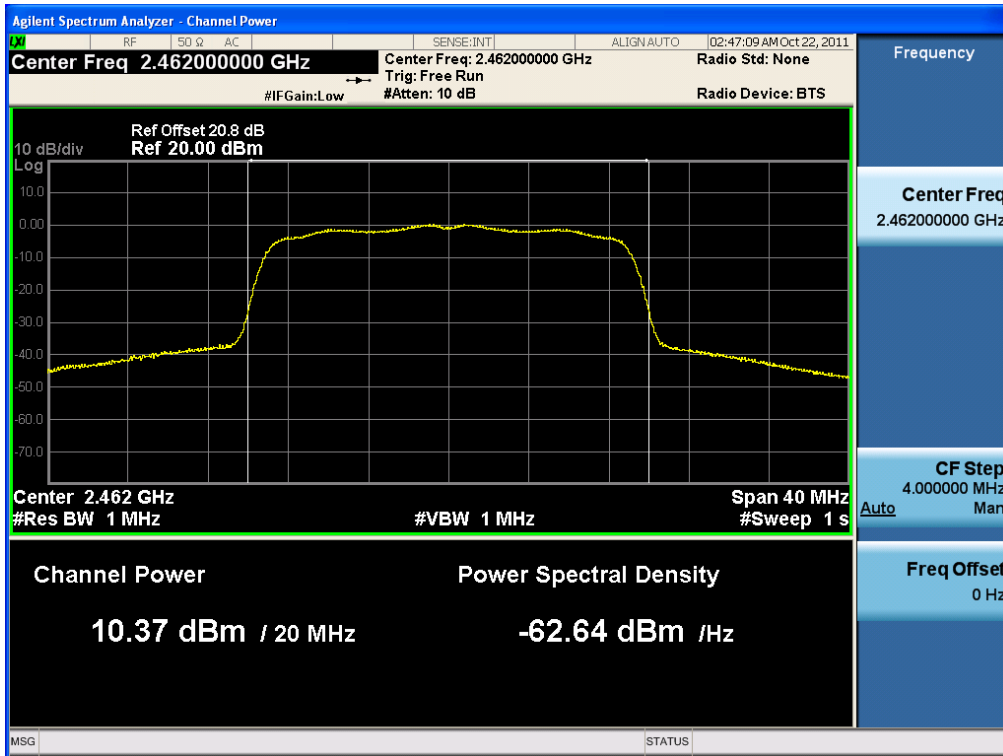 Agilent Spectrum Analyzer - Channel Power
LXI RF 50 Ω AC SENSE:INT ALIGN AUTO 02:47:09 AM Oct 22, 2011
Center Freq 2.462000000 GHz
Center Freq: 2.462000000 GHz
Radio Std: None
Trig: Free Run
#IFGain:Low
#Atten: 10 dB
Radio Device: BTS
Ref Offset 20.8 dB
10 dB/div
Ref 20.00 dBm
Log
10.0
0.00
-10.0
-20.0
-30.0
-40.0
-50.0
-60.0
-70.0
Center 2.462 GHz
Span 40 MHz
#Res BW 1 MHz
#VBW 1 MHz
#Sweep 1 s
Channel Power
Power Spectral Density
10.37 dBm / 20 MHz
-62.64 dBm /Hz
Frequency
Center Freq
2.462000000 GHz
CF Step
4.000000 MHz
Auto Man
Freq Offset
0 Hz
MSG
STATUS